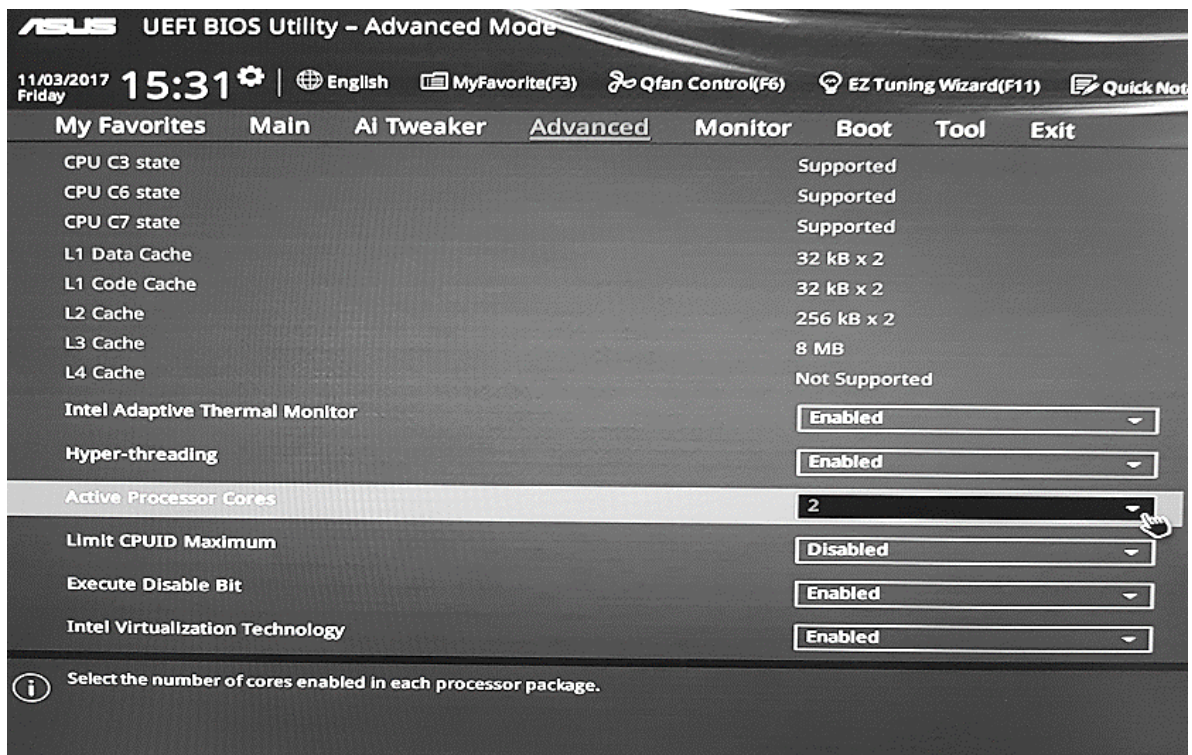 ASUS UEFI BIOS Utility – Advanced Mode
11/03/2017 Friday 15:31 English MyFavorite(F3) Qfan Control(F6) EZ Tuning Wizard(F11) Quick Not
My Favorites Main Ai Tweaker Advanced Monitor Boot Tool Exit
CPU C3 state Supported
CPU C6 state Supported
CPU C7 state Supported
L1 Data Cache 32 kB x 2
L1 Code Cache 32 kB x 2
L2 Cache 256 kB x 2
L3 Cache 8 MB
L4 Cache Not Supported
Intel Adaptive Thermal Monitor Enabled
Hyper-threading Enabled
Active Processor Cores 2
Limit CPUID Maximum Disabled
Execute Disable Bit Enabled
Intel Virtualization Technology Enabled
Select the number of cores enabled in each processor package.